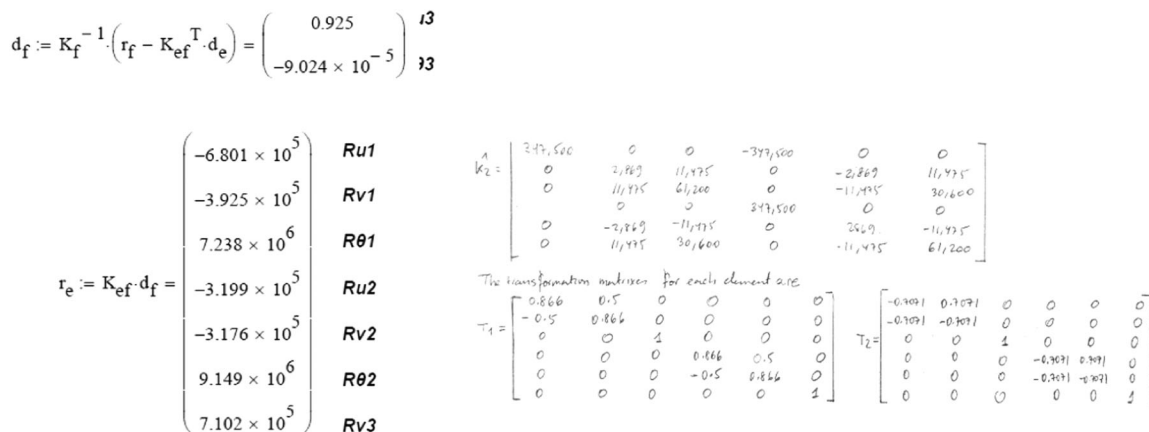 d_f := K_f^-1·(r_f − K_ef^T·d_e) = (0.925
−9.024 × 10^-5)
r_e := K_ef·d_f =
−6.801 × 10^5 Ru1
−3.925 × 10^5 Rv1
7.238 × 10^6 Rθ1
−3.199 × 10^5 Ru2
−3.176 × 10^5 Rv2
9.149 × 10^6 Rθ2
7.102 × 10^5 Rv3
k̂2 =
347,500 0 0 -347,500 0 0
0 2,869 11,475 0 -2,869 11,475
0 11,475 61,200 0 -11,475 30,600
0 0 347,500 0 0
0 -2,869 -11,475 0 2869 -11,475
0 11,475 30,600 0 -11,475 61,200
The transformation matrixes for each element are
T1 =
0.866 0.5 0 0 0 0
-0.5 0.866 0 0 0 0
0 0 1 0 0 0
0 0 0 0.866 0.5 0
0 0 0 -0.5 0.866 0
0 0 0 0 0 1
T2 =
-0.7071 0.7071 0 0 0 0
-0.7071 -0.7071 0 0 0 0
0 0 1 0 0 0
0 0 0 -0.7071 0.7071 0
0 0 0 -0.7071 -0.7071 0
0 0 0 0 0 1